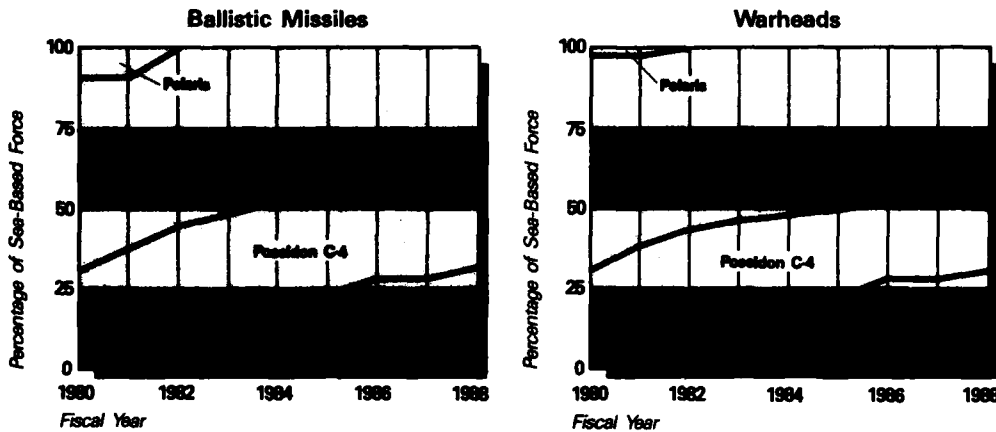 Ballistic Missiles
Percentage of Sea-Based Force
100
75
50
25
0
Polaris
Poseidon C-4
1980 1982 1984 1986 1988
Fiscal Year
Warheads
Percentage of Sea-Based Force
100
75
50
25
0
Polaris
Poseidon C-4
1980 1982 1984 1986 1988
Fiscal Year